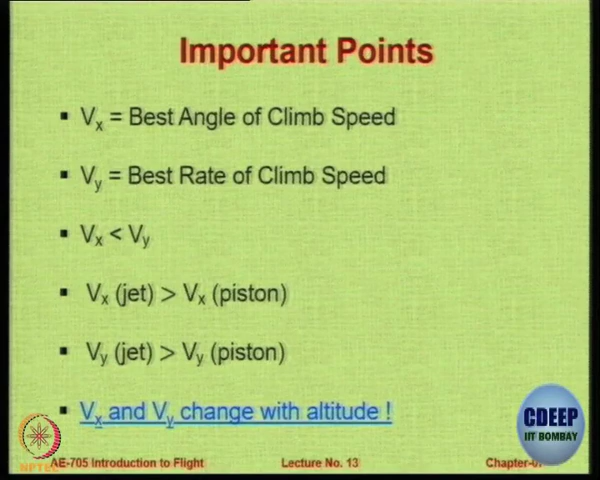 Important Points
▪ Vx = Best Angle of Climb Speed
▪ Vy = Best Rate of Climb Speed
▪ Vx < Vy
▪ Vx (jet) > Vx (piston)
▪ Vy (jet) > Vy (piston)
▪ Vx and Vy change with altitude !
CDEEP
IIT BOMBAY
NPTEL
AE-705 Introduction to Flight Lecture No. 13